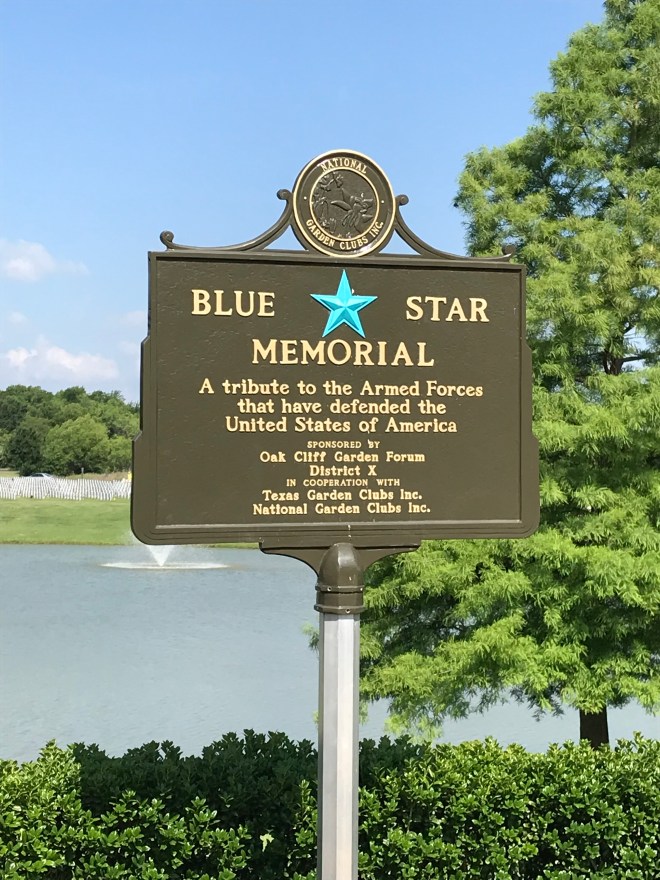 NATIONAL
GARDEN CLUBS INC.
BLUE STAR
MEMORIAL
A tribute to the Armed Forces
that have defended the
United States of America
SPONSORED BY
Oak Cliff Garden Forum
District X
IN COOPERATION WITH
Texas Garden Clubs Inc.
National Garden Clubs Inc.